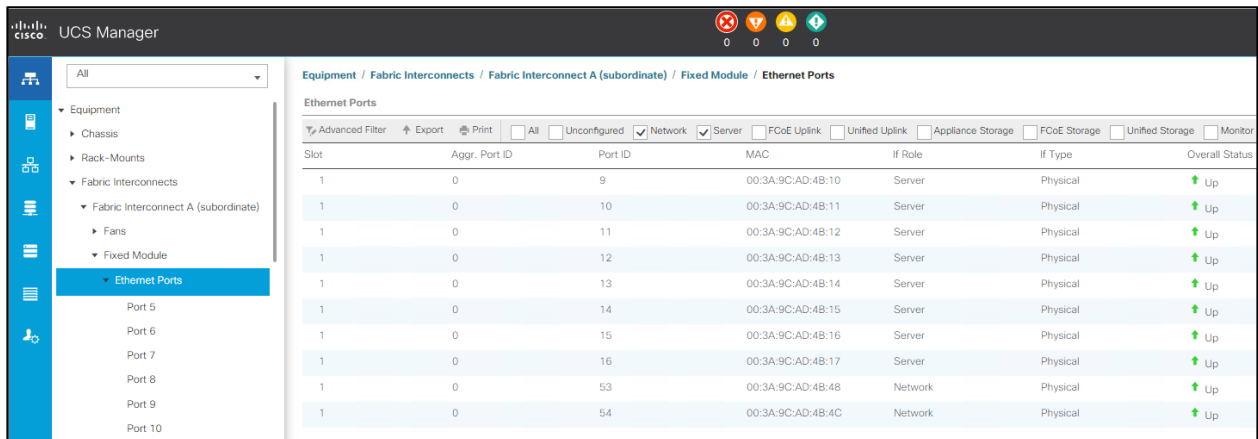 cisco. UCS Manager
0 0 0 0
All
Equipment
Chassis
Rack-Mounts
Fabric Interconnects
Fabric Interconnect A (subordinate)
Fans
Fixed Module
Ethernet Ports
Port 5
Port 6
Port 7
Port 8
Port 9
Port 10
Equipment / Fabric Interconnects / Fabric Interconnect A (subordinate) / Fixed Module / Ethernet Ports
Ethernet Ports
Advanced Filter Export Print All Unconfigured Network Server FCoE Uplink Unified Uplink Appliance Storage FCoE Storage Unified Storage Monitor
Slot Aggr. Port ID Port ID MAC If Role If Type Overall Status
1 0 9 00:3A:9C:AD:4B:10 Server Physical Up
1 0 10 00:3A:9C:AD:4B:11 Server Physical Up
1 0 11 00:3A:9C:AD:4B:12 Server Physical Up
1 0 12 00:3A:9C:AD:4B:13 Server Physical Up
1 0 13 00:3A:9C:AD:4B:14 Server Physical Up
1 0 14 00:3A:9C:AD:4B:15 Server Physical Up
1 0 15 00:3A:9C:AD:4B:16 Server Physical Up
1 0 16 00:3A:9C:AD:4B:17 Server Physical Up
1 0 53 00:3A:9C:AD:4B:48 Network Physical Up
1 0 54 00:3A:9C:AD:4B:4C Network Physical Up